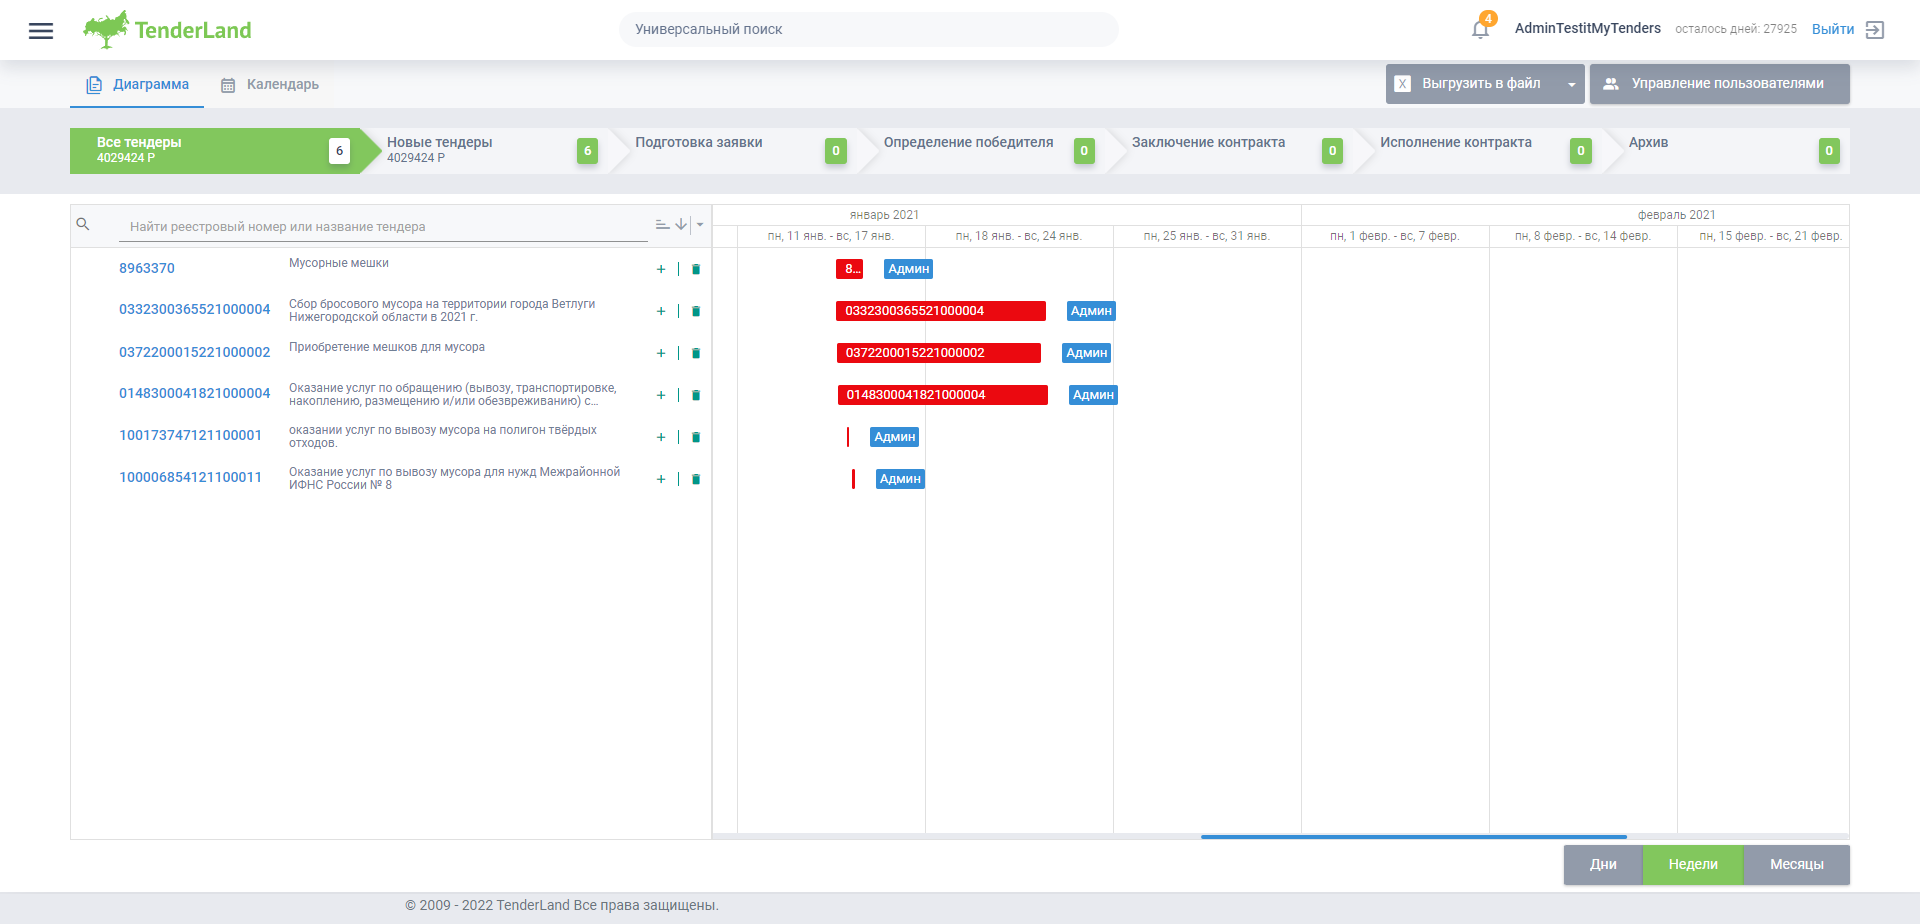 TenderLand
Универсальный поиск
4
AdminTestitMyTenders
осталось дней: 27925
Выйти
Диаграмма
Календарь
X Выгрузить в файл
Управление пользователями
Все тендеры
4029424 Р
6
Новые тендеры
4029424 Р
6
Подготовка заявки
0
Определение победителя
0
Заключение контракта
0
Исполнение контракта
0
Архив
0
Найти реестровый номер или название тендера
январь 2021
февраль 2021
пн, 11 янв. - вс, 17 янв.
пн, 18 янв. - вс, 24 янв.
пн, 25 янв. - вс, 31 янв.
пн, 1 февр. - вс, 7 февр.
пн, 8 февр. - вс, 14 февр.
пн, 15 февр. - вс, 21 февр.
8963370
Мусорные мешки
8...
Админ
0332300365521000004
Сбор бросового мусора на территории города Ветлуги
Нижегородской области в 2021 г.
0332300365521000004
Админ
0372200015221000002
Приобретение мешков для мусора
0372200015221000002
Админ
0148300041821000004
Оказание услуг по обращению (вывозу, транспортировке,
накоплению, размещению и/или обезвреживанию) с...
0148300041821000004
Админ
100173747121100001
оказании услуг по вывозу мусора на полигон твёрдых
отходов.
Админ
100006854121100011
Оказание услуг по вывозу мусора для нужд Межрайонной
ИФНС России № 8
Админ
Дни
Недели
Месяцы
© 2009 - 2022 TenderLand Все права защищены.